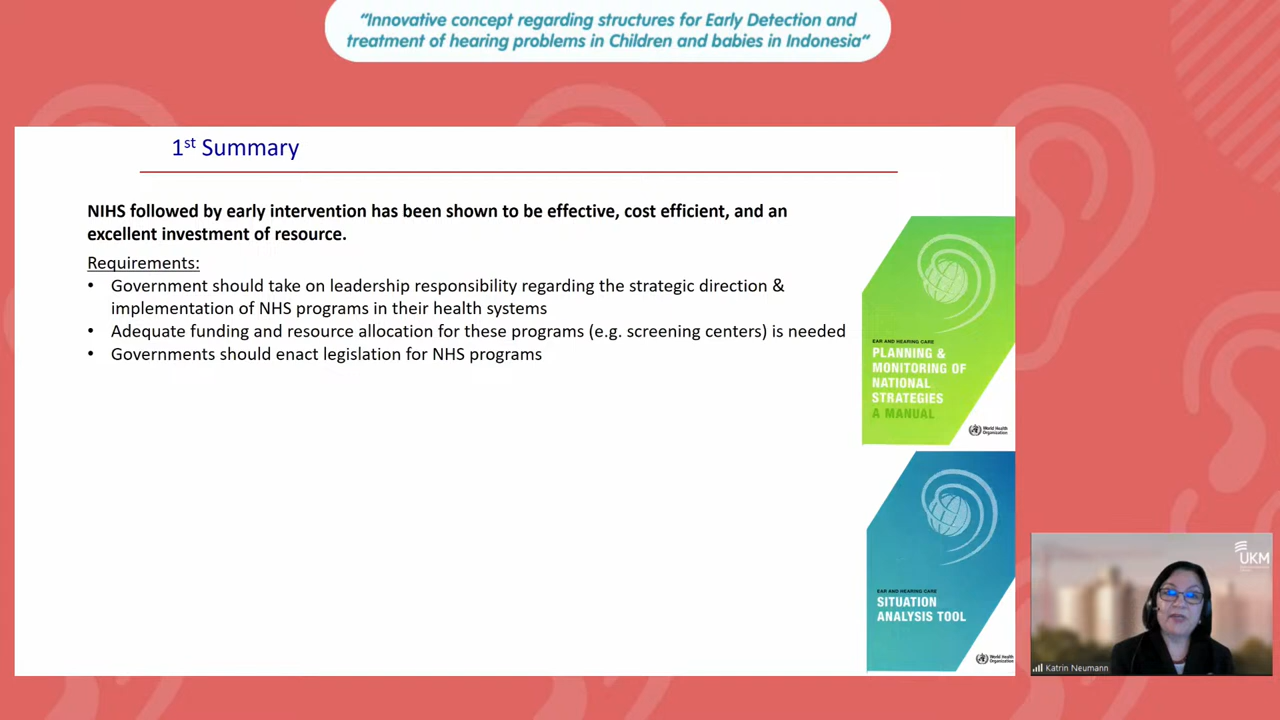 “Innovative concept regarding structures for Early Detection and
treatment of hearing problems in Children and babies in Indonesia“
1st Summary
NIHS followed by early intervention has been shown to be effective, cost efficient, and an
excellent investment of resource.
Requirements:
• Government should take on leadership responsibility regarding the strategic direction &
implementation of NHS programs in their health systems
• Adequate funding and resource allocation for these programs (e.g. screening centers) is needed
• Governments should enact legislation for NHS programs
EAR AND HEARING CARE
PLANNING &
MONITORING OF
NATIONAL
STRATEGIES
A MANUAL
World Health
Organization
EAR AND HEARING CARE
SITUATION
ANALYSIS TOOL
World Health
Organization
UKM
Katrin Neumann